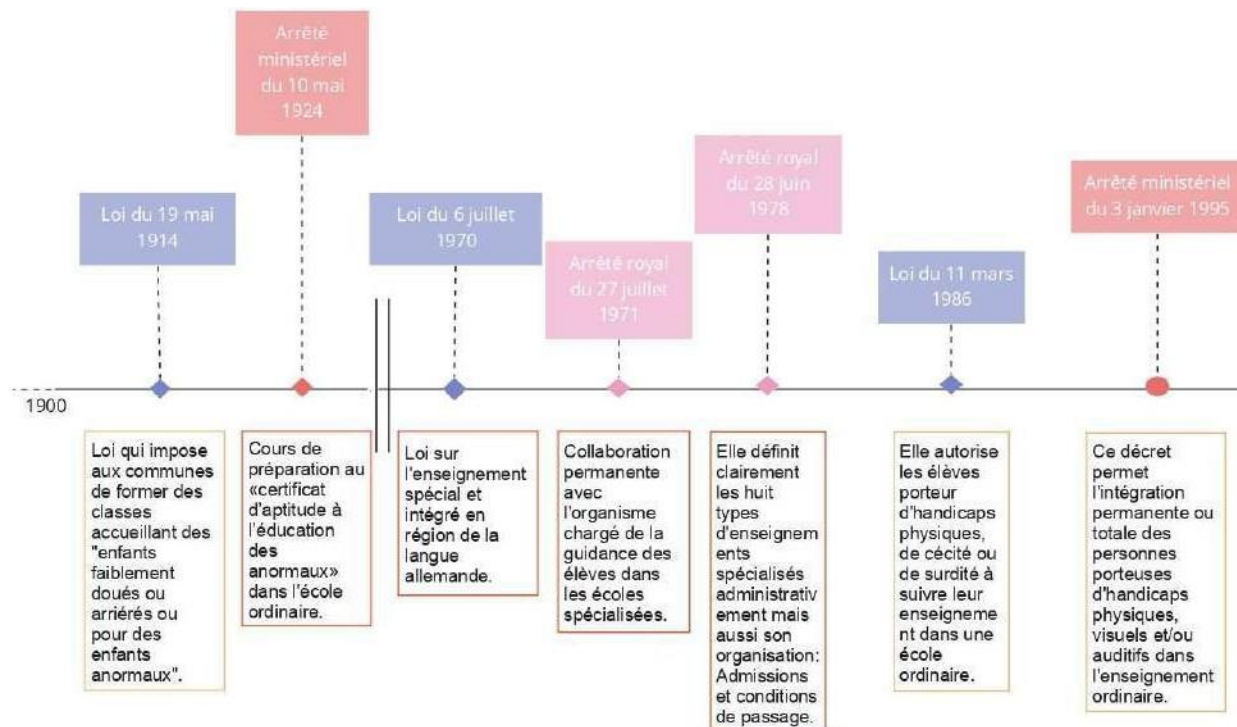 Arrêté
ministériel
du 10 mai
1924
Arrêté royal
du 28 juin
1978
Arrêté ministériel
du 3 janvier 1995
Loi du 19 mai
1914
Loi du 6 juillet
1970
Arrêté royal
du 27 juillet
1971
Loi du 11 mars
1986
1900
Loi qui impose
aux communes
de former des
classes
accueillant des
"enfants
faiblement
doués ou
arriérés ou
pour des
enfants
anormaux".
Cours de
préparation au
«certificat
d'aptitude à
l'éducation
des
anormaux»
dans l'école
ordinaire.
Loi sur
l'enseignement
spécial et
intégré en
région de la
langue
allemande.
Collaboration
permanente
avec
l'organisme
chargé de la
guidance des
élèves dans
les écoles
spécialisées.
Elle définit
clairement
les huit
types
d'enseignem
ents
spécialisés
administrativ
ement mais
aussi son
organisation:
Admissions
et conditions
de passage.
Elle autorise
les élèves
porteur
d'handicaps
physiques,
de cécité ou
de surdité à
suivre leur
enseigneme
nt dans une
école
ordinaire.
Ce décret
permet
l'intégration
permanente ou
totale des
personnes
porteuses
d'handicaps
physiques,
visuels et/ou
auditifs dans
l'enseignement
ordinaire.